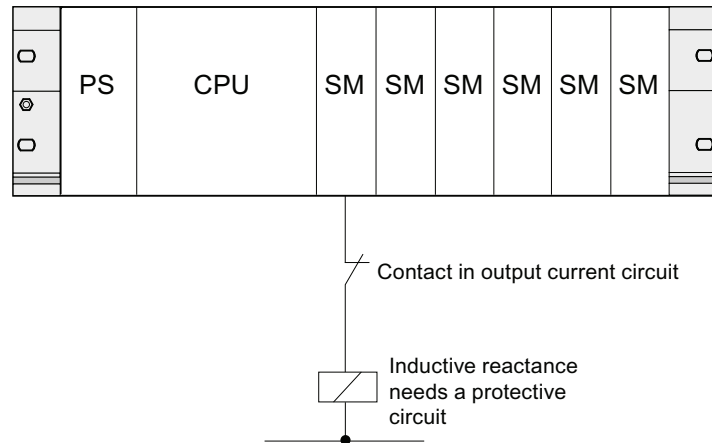 PS CPU SM SM SM SM SM SM
Contact in output current circuit
Inductive reactance
needs a protective
circuit